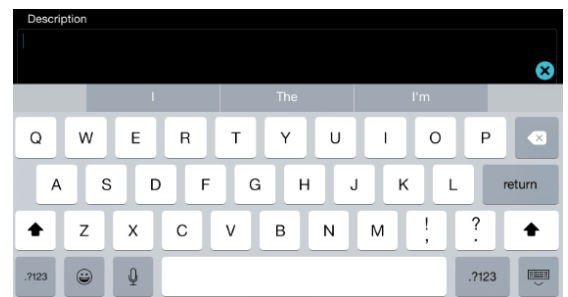 Description
I The I'm
Q W E R T Y U I O P
A S D F G H J K L return
Z X C V B N M ! , ? .
.?123 .?123